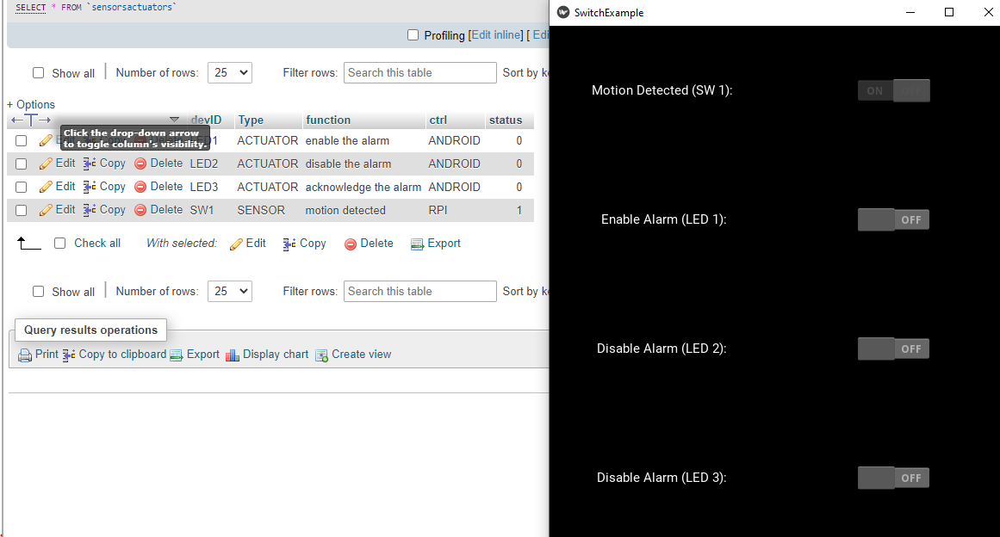 SELECT * FROM `sensorsactuators`
Profiling [Edit inline] [ Edi
Show all Number of rows: 25 Filter rows: Search this table Sort by k
+ Options
devID Type function ctrl status
Click the drop-down arrow
to toggle column's visibility.
ACTUATOR enable the alarm ANDROID 0
Edit Copy Delete LED2 ACTUATOR disable the alarm ANDROID 0
Edit Copy Delete LED3 ACTUATOR acknowledge the alarm ANDROID 0
Edit Copy Delete SW1 SENSOR motion detected RPI 1
Check all With selected: Edit Copy Delete Export
Show all Number of rows: 25 Filter rows: Search this table Sort by k
Query results operations
Print Copy to clipboard Export Display chart Create view
SwitchExample
Motion Detected (SW 1): ON
Enable Alarm (LED 1): OFF
Disable Alarm (LED 2): OFF
Disable Alarm (LED 3): OFF